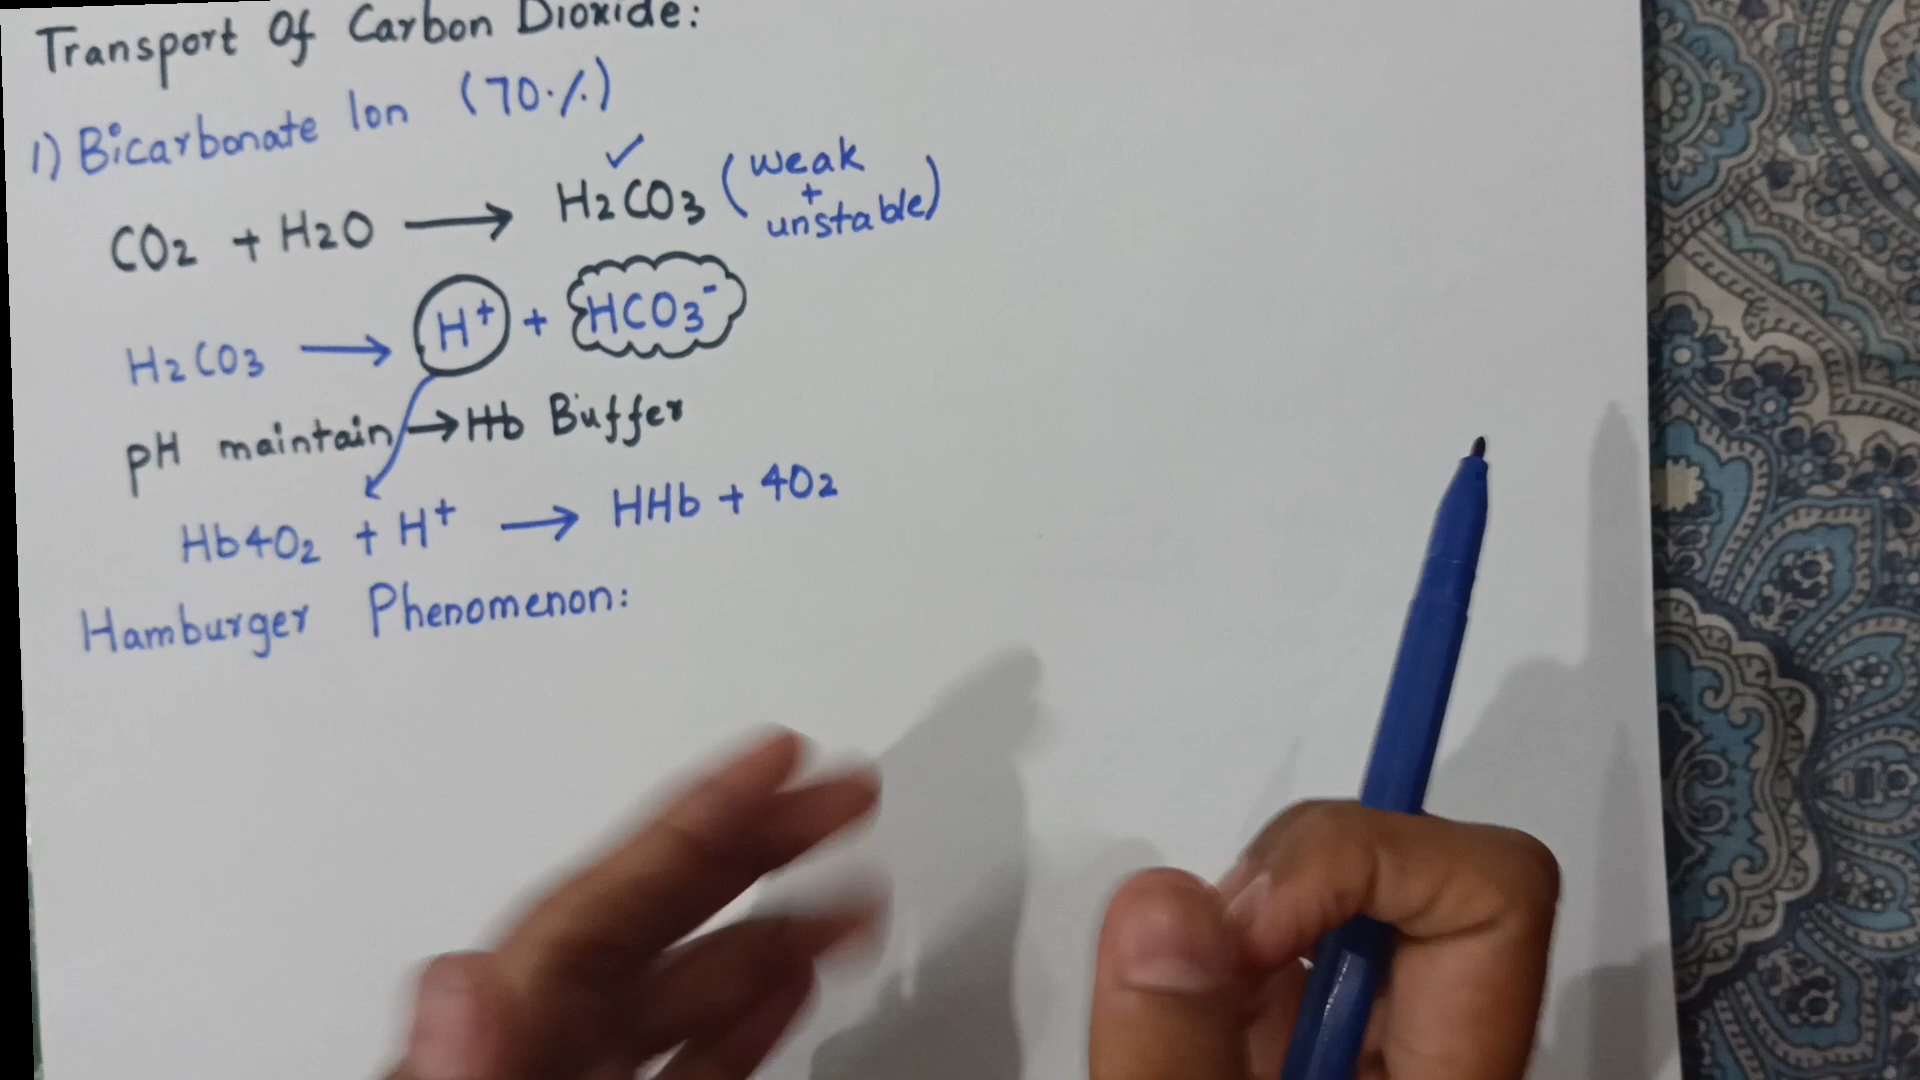 Transport Of Carbon Dioxide:
1) Bicarbonate Ion (70%)
CO2 + H2O → H2CO3 (weak + unstable)
H2CO3 → H+ + HCO3-
pH maintain → Hb Buffer
Hb4O2 + H+ → HHb + 4O2
Hamburger Phenomenon: